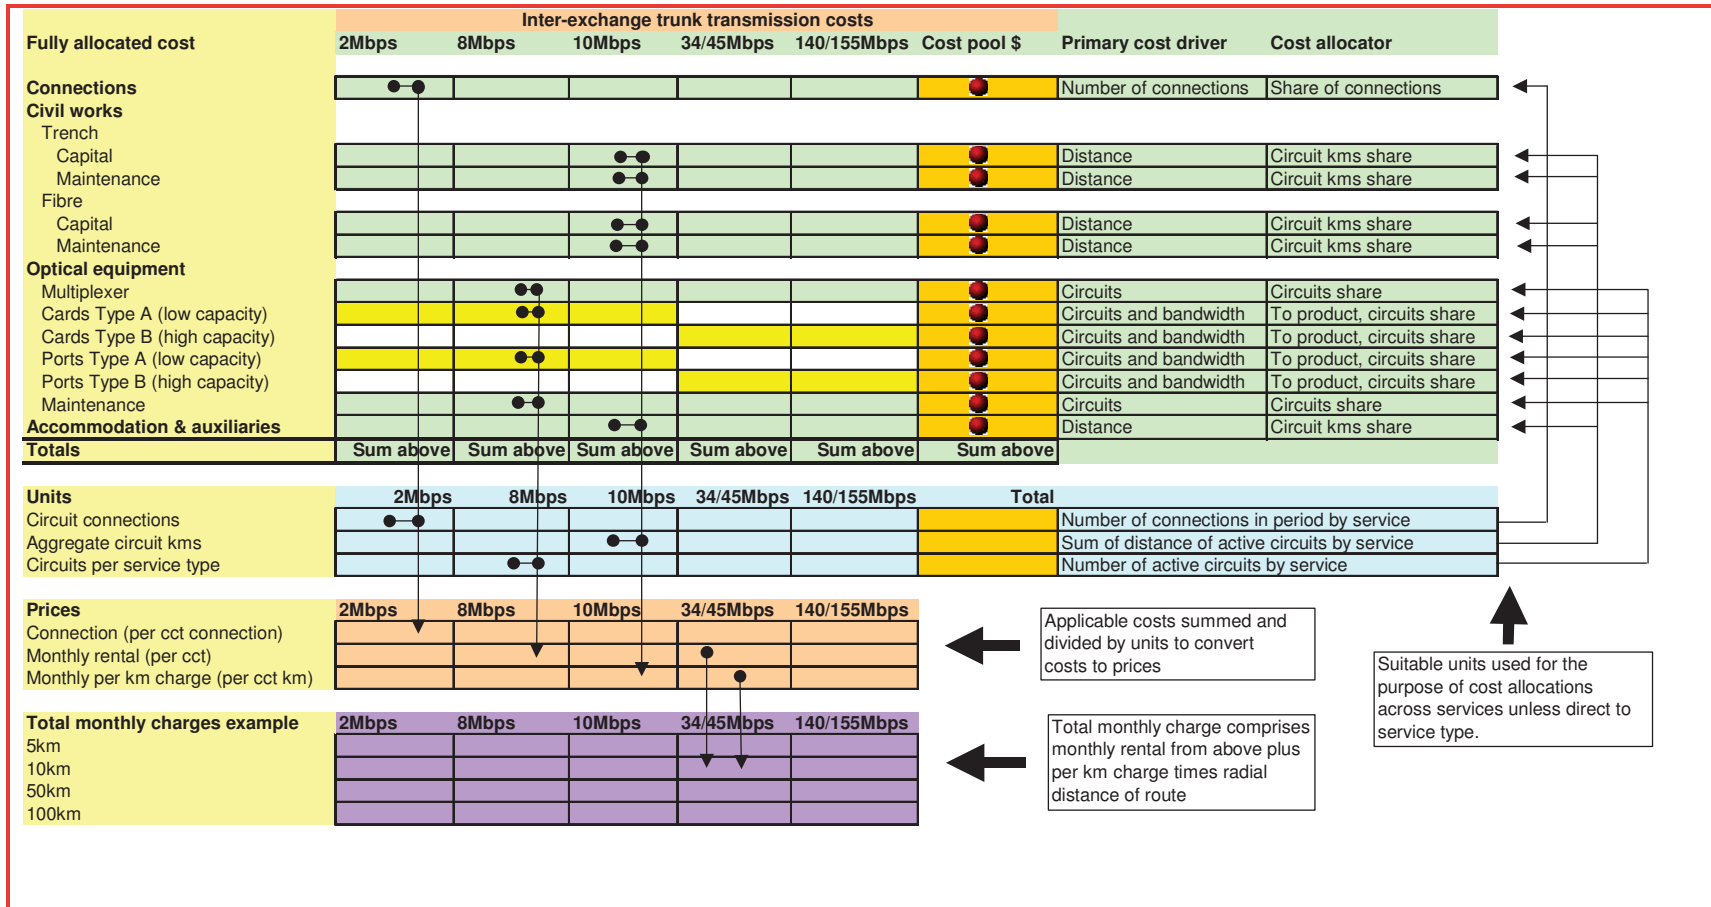 Inter-exchange trunk transmission costs
Fully allocated cost 2Mbps 8Mbps 10Mbps 34/45Mbps 140/155Mbps Cost pool $ Primary cost driver Cost allocator
Connections Number of connections Share of connections
Civil works
Trench
Capital Distance Circuit kms share
Maintenance Distance Circuit kms share
Fibre
Capital Distance Circuit kms share
Maintenance Distance Circuit kms share
Optical equipment
Multiplexer Circuits Circuits share
Cards Type A (low capacity) Circuits and bandwidth To product, circuits share
Cards Type B (high capacity) Circuits and bandwidth To product, circuits share
Ports Type A (low capacity) Circuits and bandwidth To product, circuits share
Ports Type B (high capacity) Circuits and bandwidth To product, circuits share
Maintenance Circuits Circuits share
Accommodation & auxiliaries Distance Circuit kms share
Totals Sum above Sum above Sum above Sum above Sum above Sum above
Units 2Mbps 8Mbps 10Mbps 34/45Mbps 140/155Mbps Total
Circuit connections Number of connections in period by service
Aggregate circuit kms Sum of distance of active circuits by service
Circuits per service type Number of active circuits by service
Prices 2Mbps 8Mbps 10Mbps 34/45Mbps 140/155Mbps
Connection (per cct connection)
Monthly rental (per cct)
Monthly per km charge (per cct km)
Applicable costs summed and
divided by units to convert
costs to prices
Suitable units used for the
purpose of cost allocations
across services unless direct to
service type.
Total monthly charges example 2Mbps 8Mbps 10Mbps 34/45Mbps 140/155Mbps
5km
10km
50km
100km
Total monthly charge comprises
monthly rental from above plus
per km charge times radial
distance of route